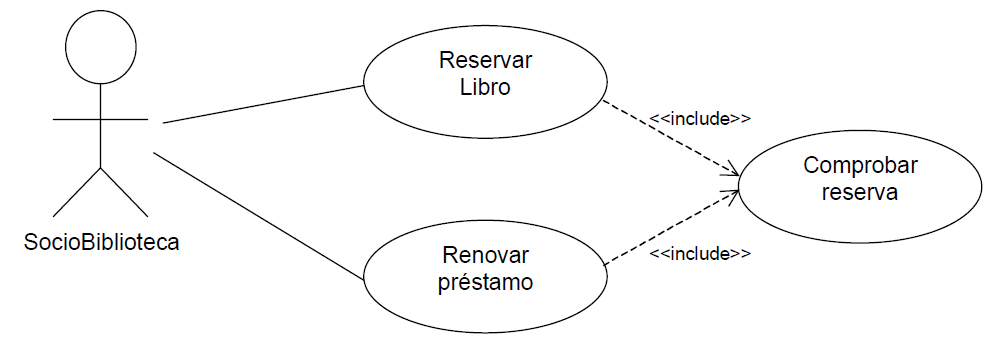 Reservar
Libro
<<include>>
Comprobar
reserva
SocioBiblioteca
Renovar
préstamo
<<include>>